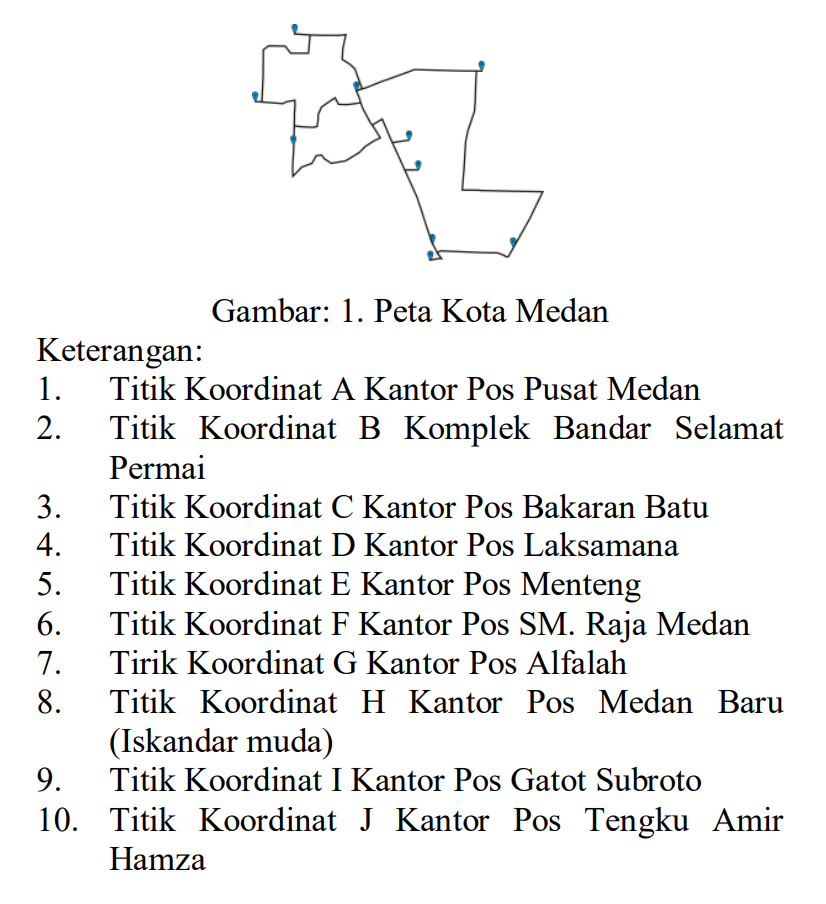 Gambar: 1. Peta Kota Medan
Keterangan:
1. Titik Koordinat A Kantor Pos Pusat Medan
2. Titik Koordinat B Komplek Bandar Selamat
Permai
3. Titik Koordinat C Kantor Pos Bakaran Batu
4. Titik Koordinat D Kantor Pos Laksamana
5. Titik Koordinat E Kantor Pos Menteng
6. Titik Koordinat F Kantor Pos SM. Raja Medan
7. Tirik Koordinat G Kantor Pos Alfalah
8. Titik Koordinat H Kantor Pos Medan Baru
(Iskandar muda)
9. Titik Koordinat I Kantor Pos Gatot Subroto
10. Titik Koordinat J Kantor Pos Tengku Amir
Hamza